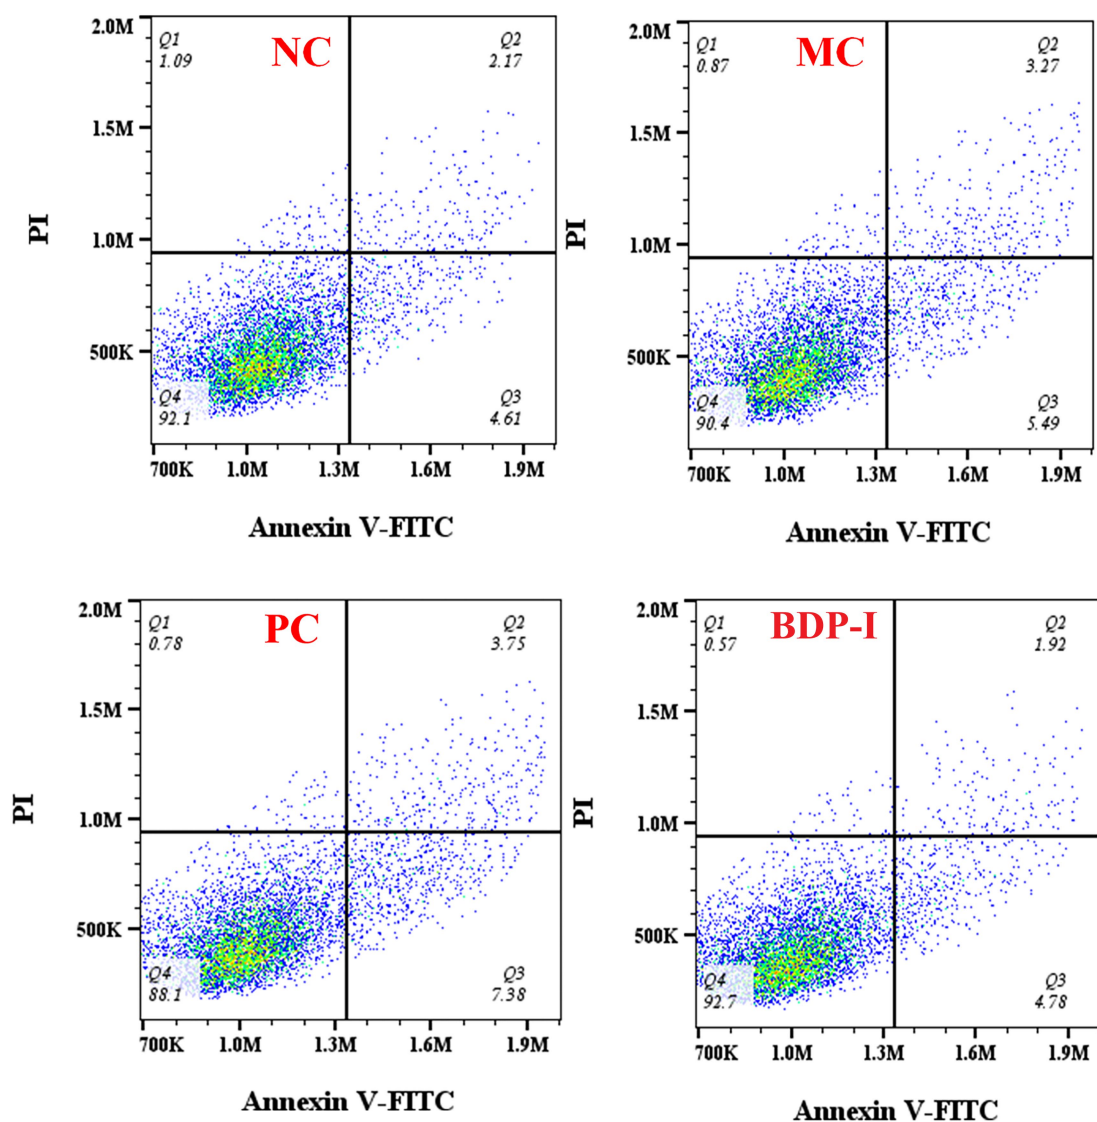 NC
Q1
1.09
Q2
2.17
Q4
92.1
Q3
4.61
2.0M
1.5M
1.0M
500K
PI
700K 1.0M 1.3M 1.6M 1.9M
Annexin V-FITC
MC
Q1
0.87
Q2
3.27
Q4
90.4
Q3
5.49
2.0M
1.5M
1.0M
500K
PI
700K 1.0M 1.3M 1.6M 1.9M
Annexin V-FITC
PC
Q1
0.78
Q2
3.75
Q4
88.1
Q3
7.38
2.0M
1.5M
1.0M
500K
PI
700K 1.0M 1.3M 1.6M 1.9M
Annexin V-FITC
BDP-I
Q1
0.57
Q2
1.92
Q4
92.7
Q3
4.78
2.0M
1.5M
1.0M
500K
PI
700K 1.0M 1.3M 1.6M 1.9M
Annexin V-FITC